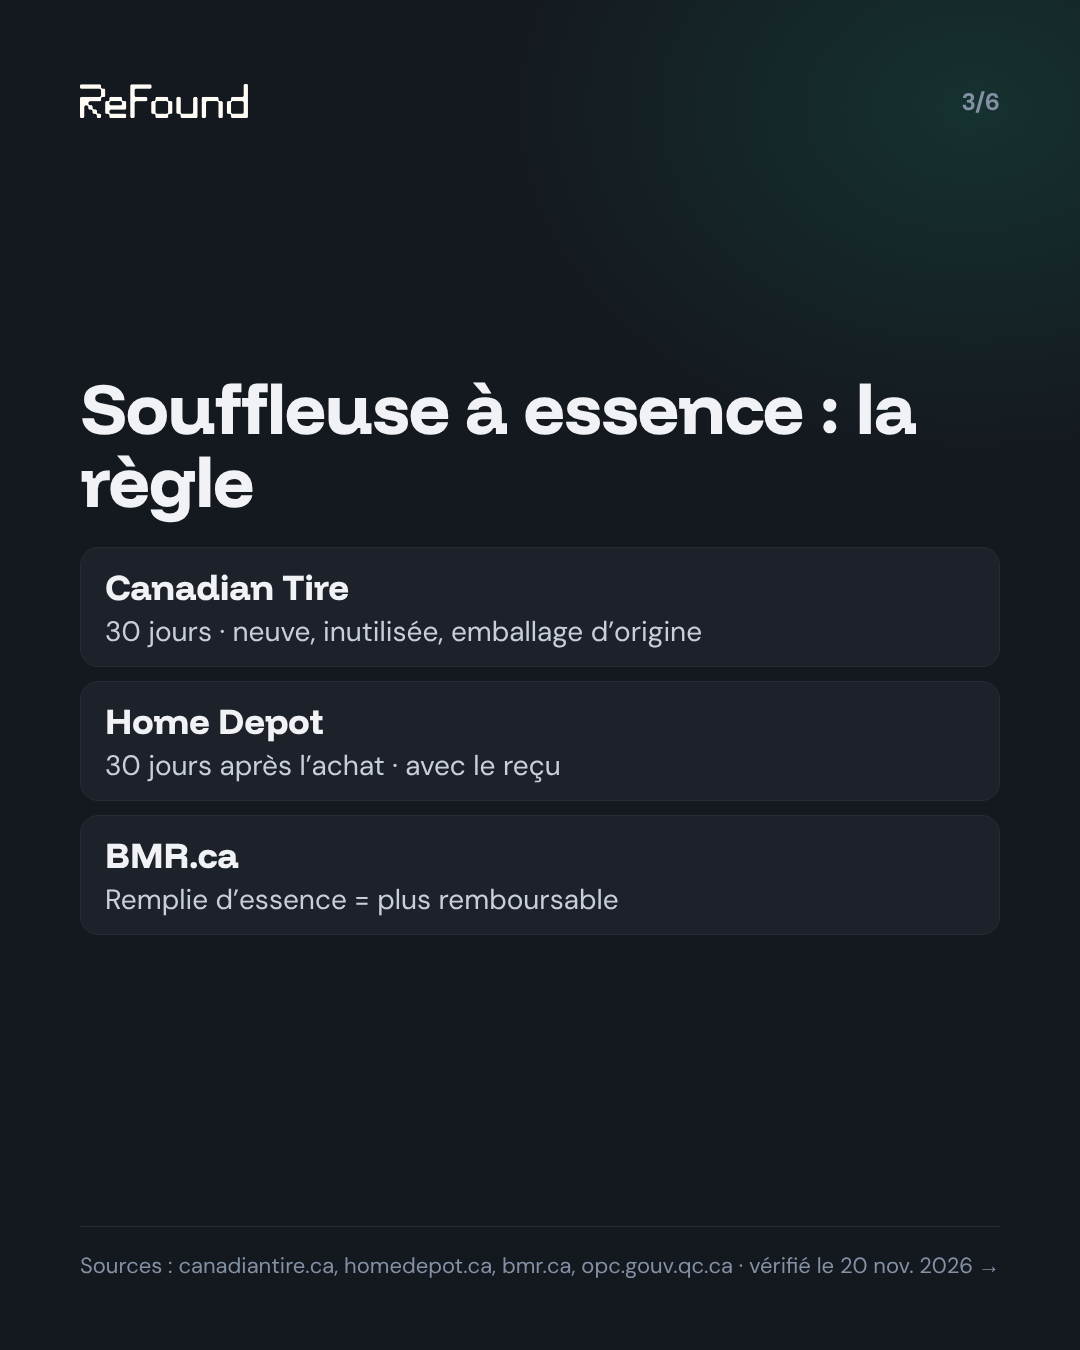 ReFound
3/6
Souffleuse à essence : la
règle
Canadian Tire
30 jours · neuve, inutilisée, emballage d’origine
Home Depot
30 jours après l’achat · avec le reçu
BMR.ca
Remplie d’essence = plus remboursable
Sources : canadiantire.ca, homedepot.ca, bmr.ca, opc.gouv.qc.ca · vérifié le 20 nov. 2026 →